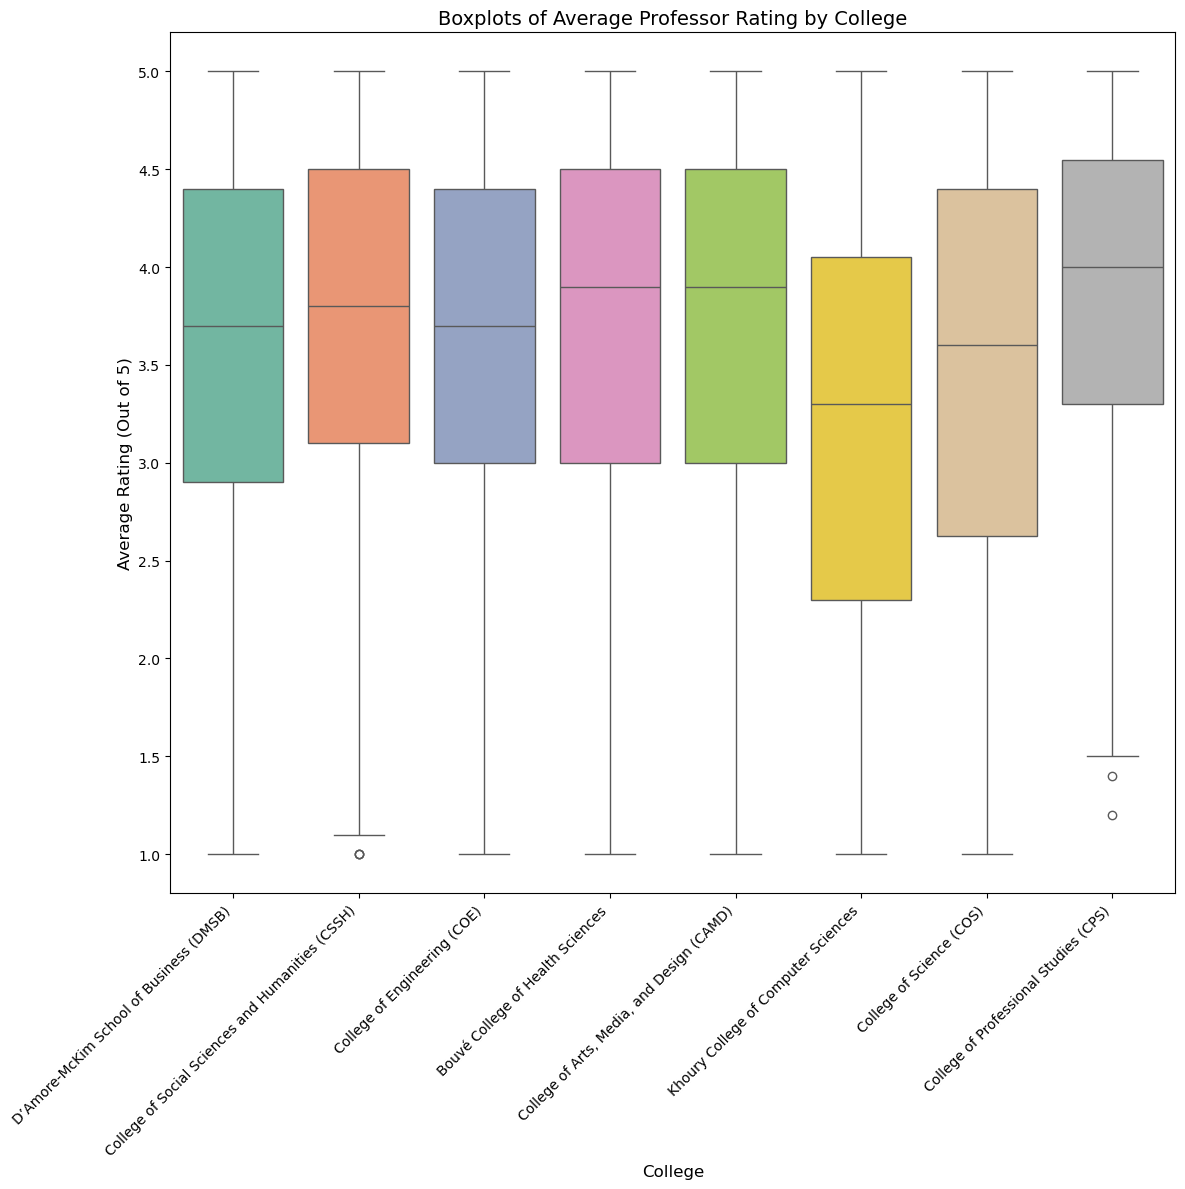 Boxplots of Average Professor Rating by College
Average Rating (Out of 5)
5.0
4.5
4.0
3.5
3.0
2.5
2.0
1.5
1.0
D’Amore-McKim School of Business (DMSB)
College of Social Sciences and Humanities (CSSH)
College of Engineering (COE)
Bouvé College of Health Sciences
College of Arts, Media, and Design (CAMD)
Khoury College of Computer Sciences
College of Science (COS)
College of Professional Studies (CPS)
College